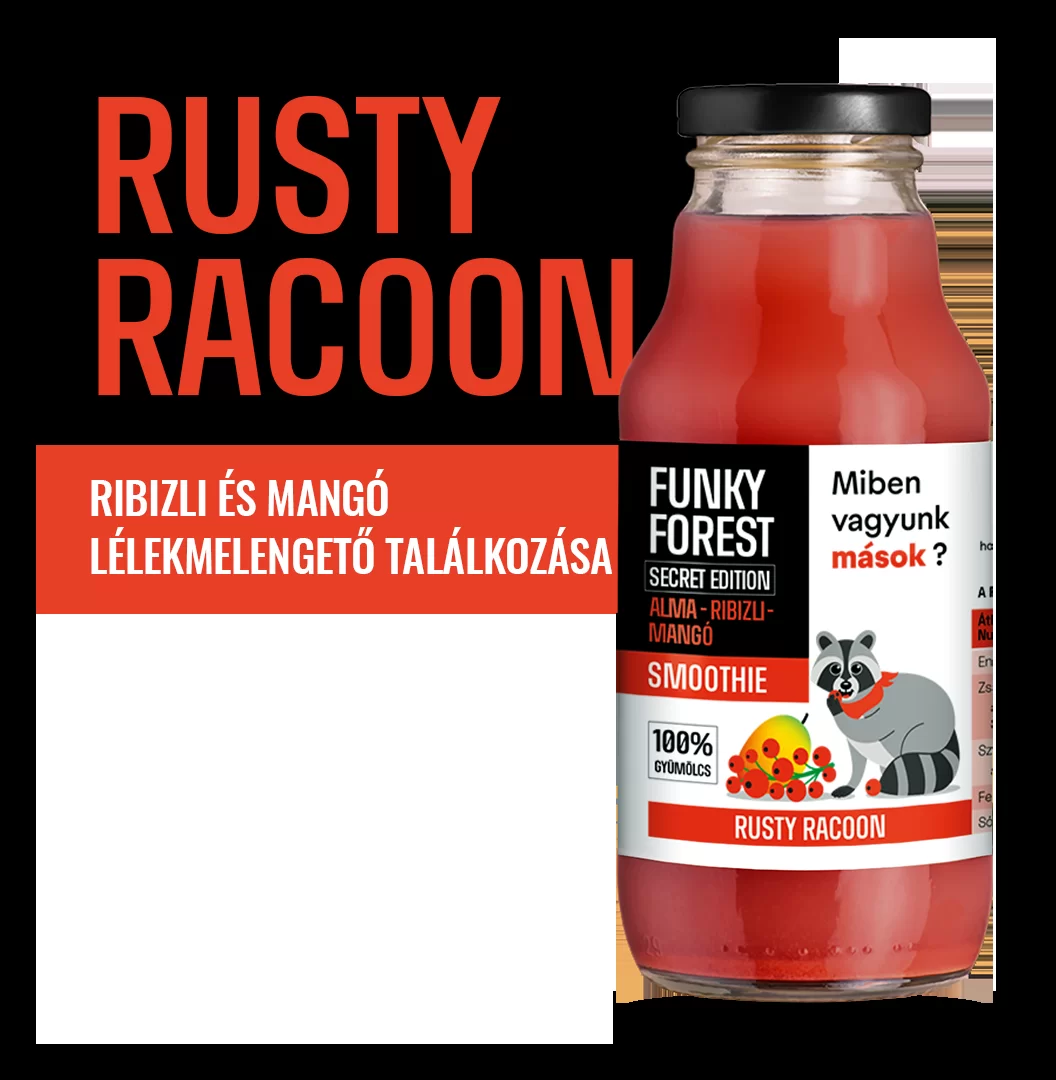 RUSTY
RACOON
RIBIZLI ÉS MANGÓ
LÉLEKMELENGETŐ TALÁLKOZÁSA
FUNKY
FOREST
SECRET EDITION
ALMA - RIBIZLI -
MANGÓ
SMOOTHIE
100%
GYÜMÖLCS
RUSTY RACOON
Miben
vagyunk
mások ?